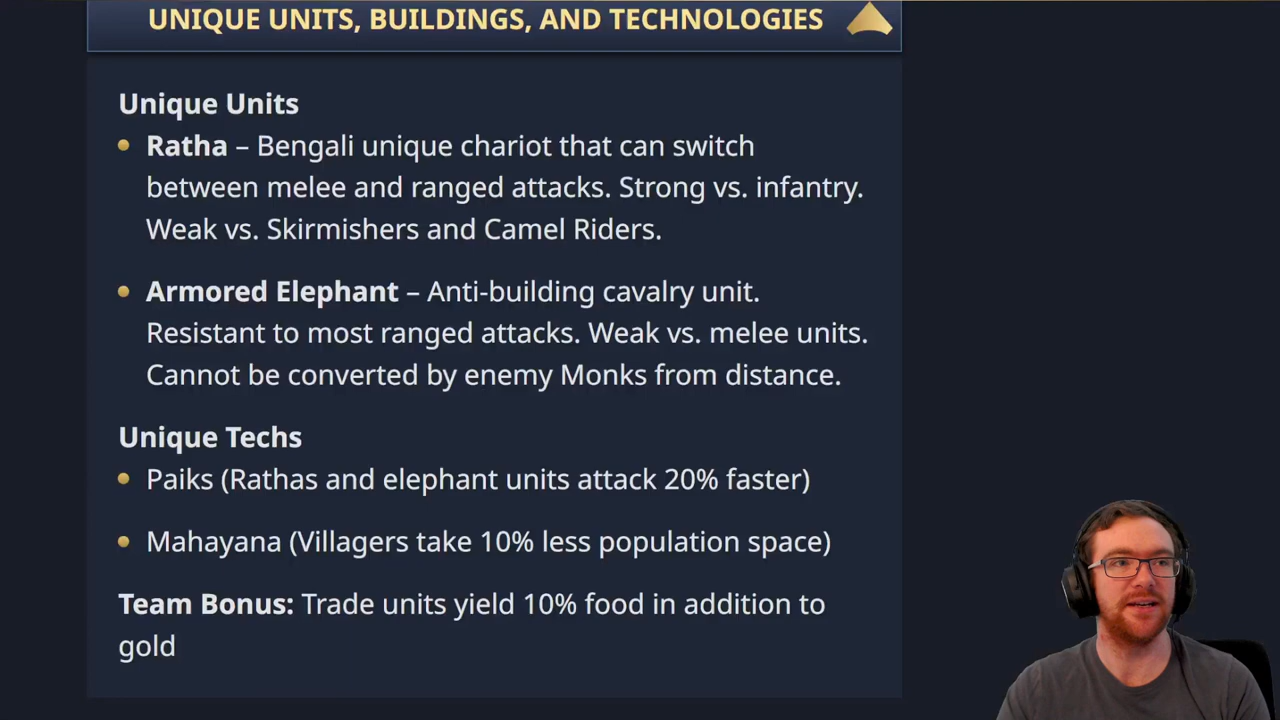 UNIQUE UNITS, BUILDINGS, AND TECHNOLOGIES
Unique Units
Ratha – Bengali unique chariot that can switch
between melee and ranged attacks. Strong vs. infantry.
Weak vs. Skirmishers and Camel Riders.
Armored Elephant – Anti-building cavalry unit.
Resistant to most ranged attacks. Weak vs. melee units.
Cannot be converted by enemy Monks from distance.
Unique Techs
Paiks (Rathas and elephant units attack 20% faster)
Mahayana (Villagers take 10% less population space)
Team Bonus: Trade units yield 10% food in addition to
gold